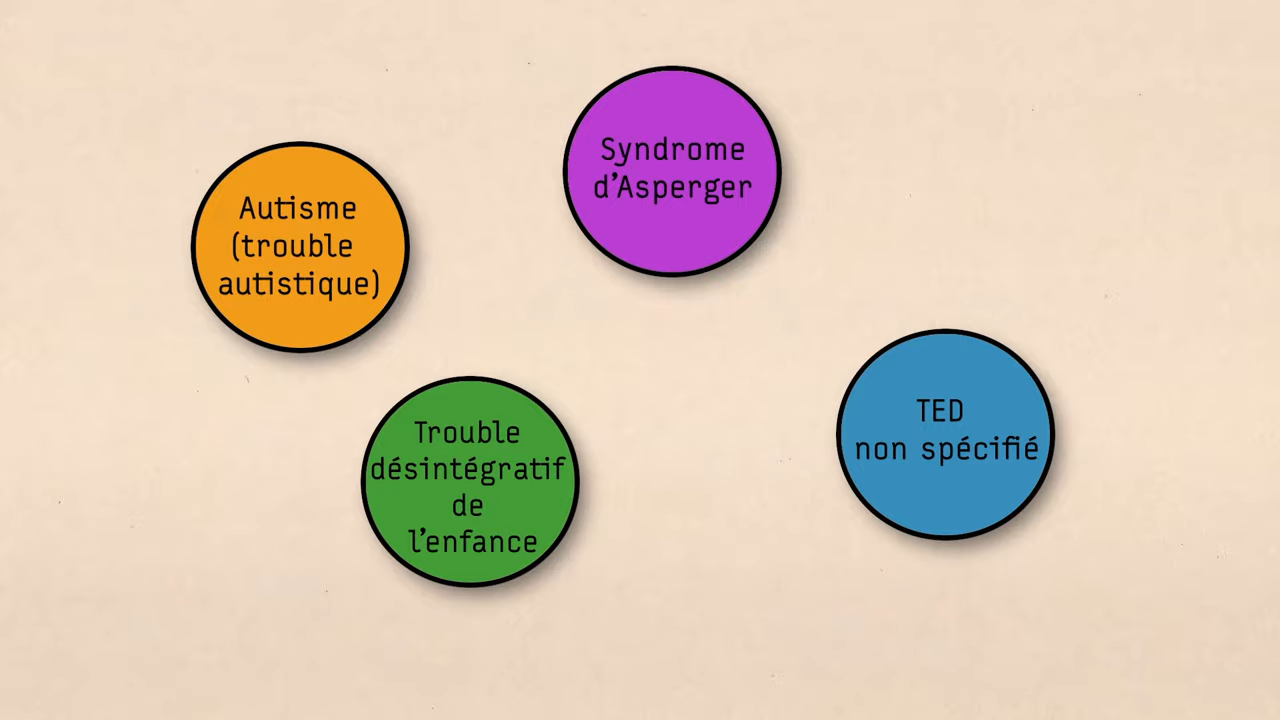 Syndrome
d’Asperger
Autisme
(trouble
autistique)
TED
non spécifié
Trouble
désintégratif
de
l’enfance